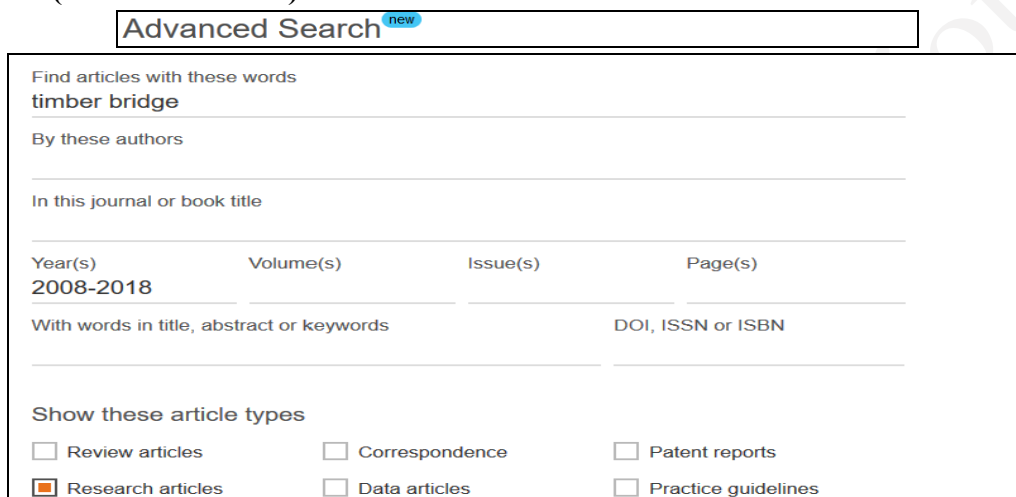 Advanced Search new
Find articles with these words
timber bridge
By these authors
In this journal or book title
Year(s) Volume(s) Issue(s) Page(s)
2008-2018
With words in title, abstract or keywords DOI, ISSN or ISBN
Show these article types
Review articles Correspondence Patent reports
Research articles Data articles Practice guidelines